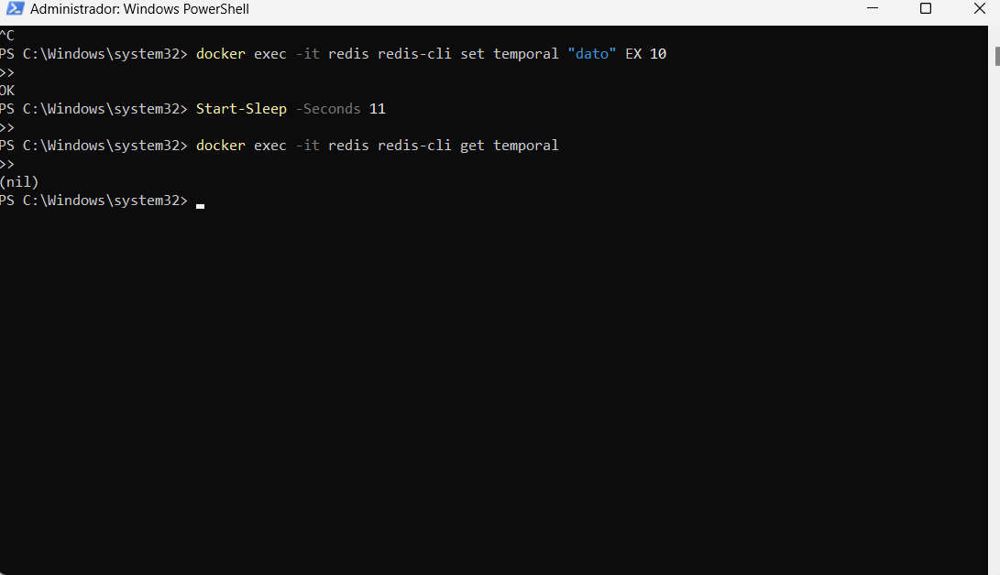 Administrador: Windows PowerShell
^C
PS C:\Windows\system32> docker exec -it redis redis-cli set temporal "dato" EX 10
>>
OK
PS C:\Windows\system32> Start-Sleep -Seconds 11
>>
PS C:\Windows\system32> docker exec -it redis redis-cli get temporal
>>
(nil)
PS C:\Windows\system32>